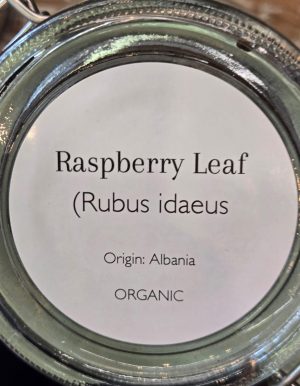 Raspberry Leaf
(Rubus idaeus
Origin: Albania
ORGANIC